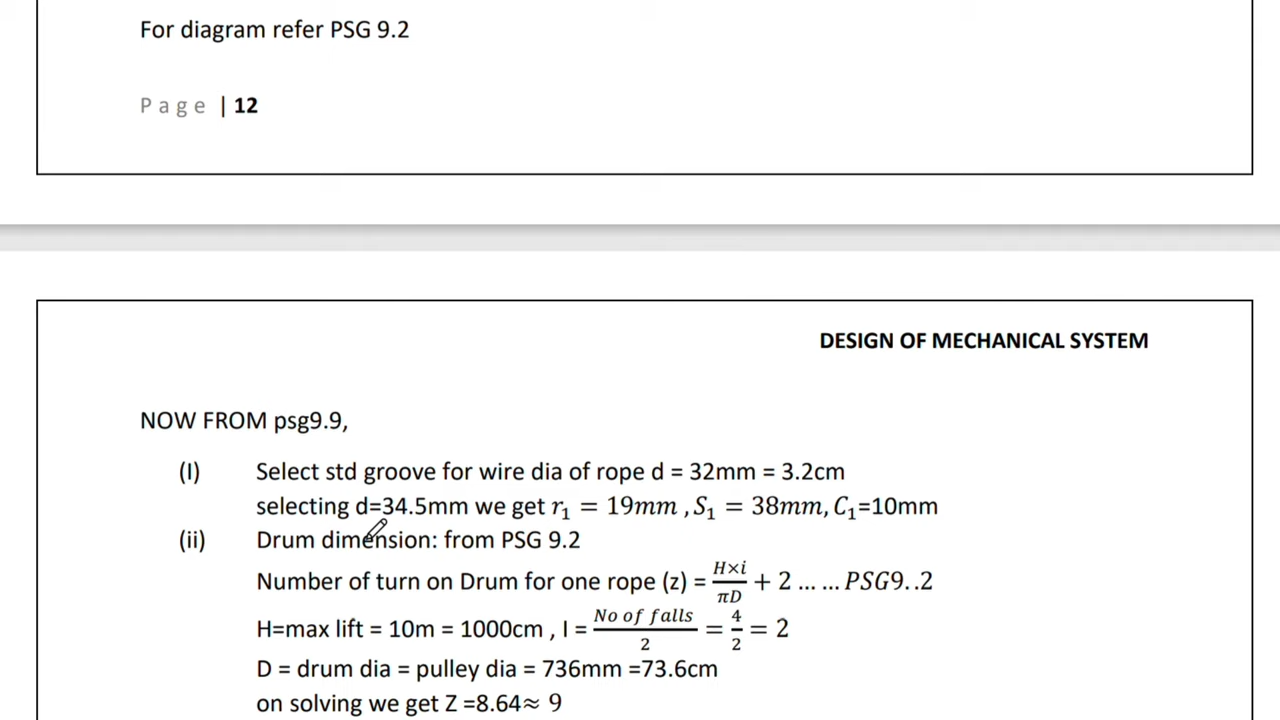 For diagram refer PSG 9.2
Page | 12
DESIGN OF MECHANICAL SYSTEM
NOW FROM psg9.9,
(I) Select std groove for wire dia of rope d = 32mm = 3.2cm
selecting d=34.5mm we get r₁ = 19mm , S₁ = 38mm, C₁=10mm
(ii) Drum dimension: from PSG 9.2
Number of turn on Drum for one rope (z) = H×i/πD + 2 … … PSG9..2
H=max lift = 10m = 1000cm , I = No of falls/2 = 4/2 = 2
D = drum dia = pulley dia = 736mm =73.6cm
on solving we get Z =8.64≈ 9